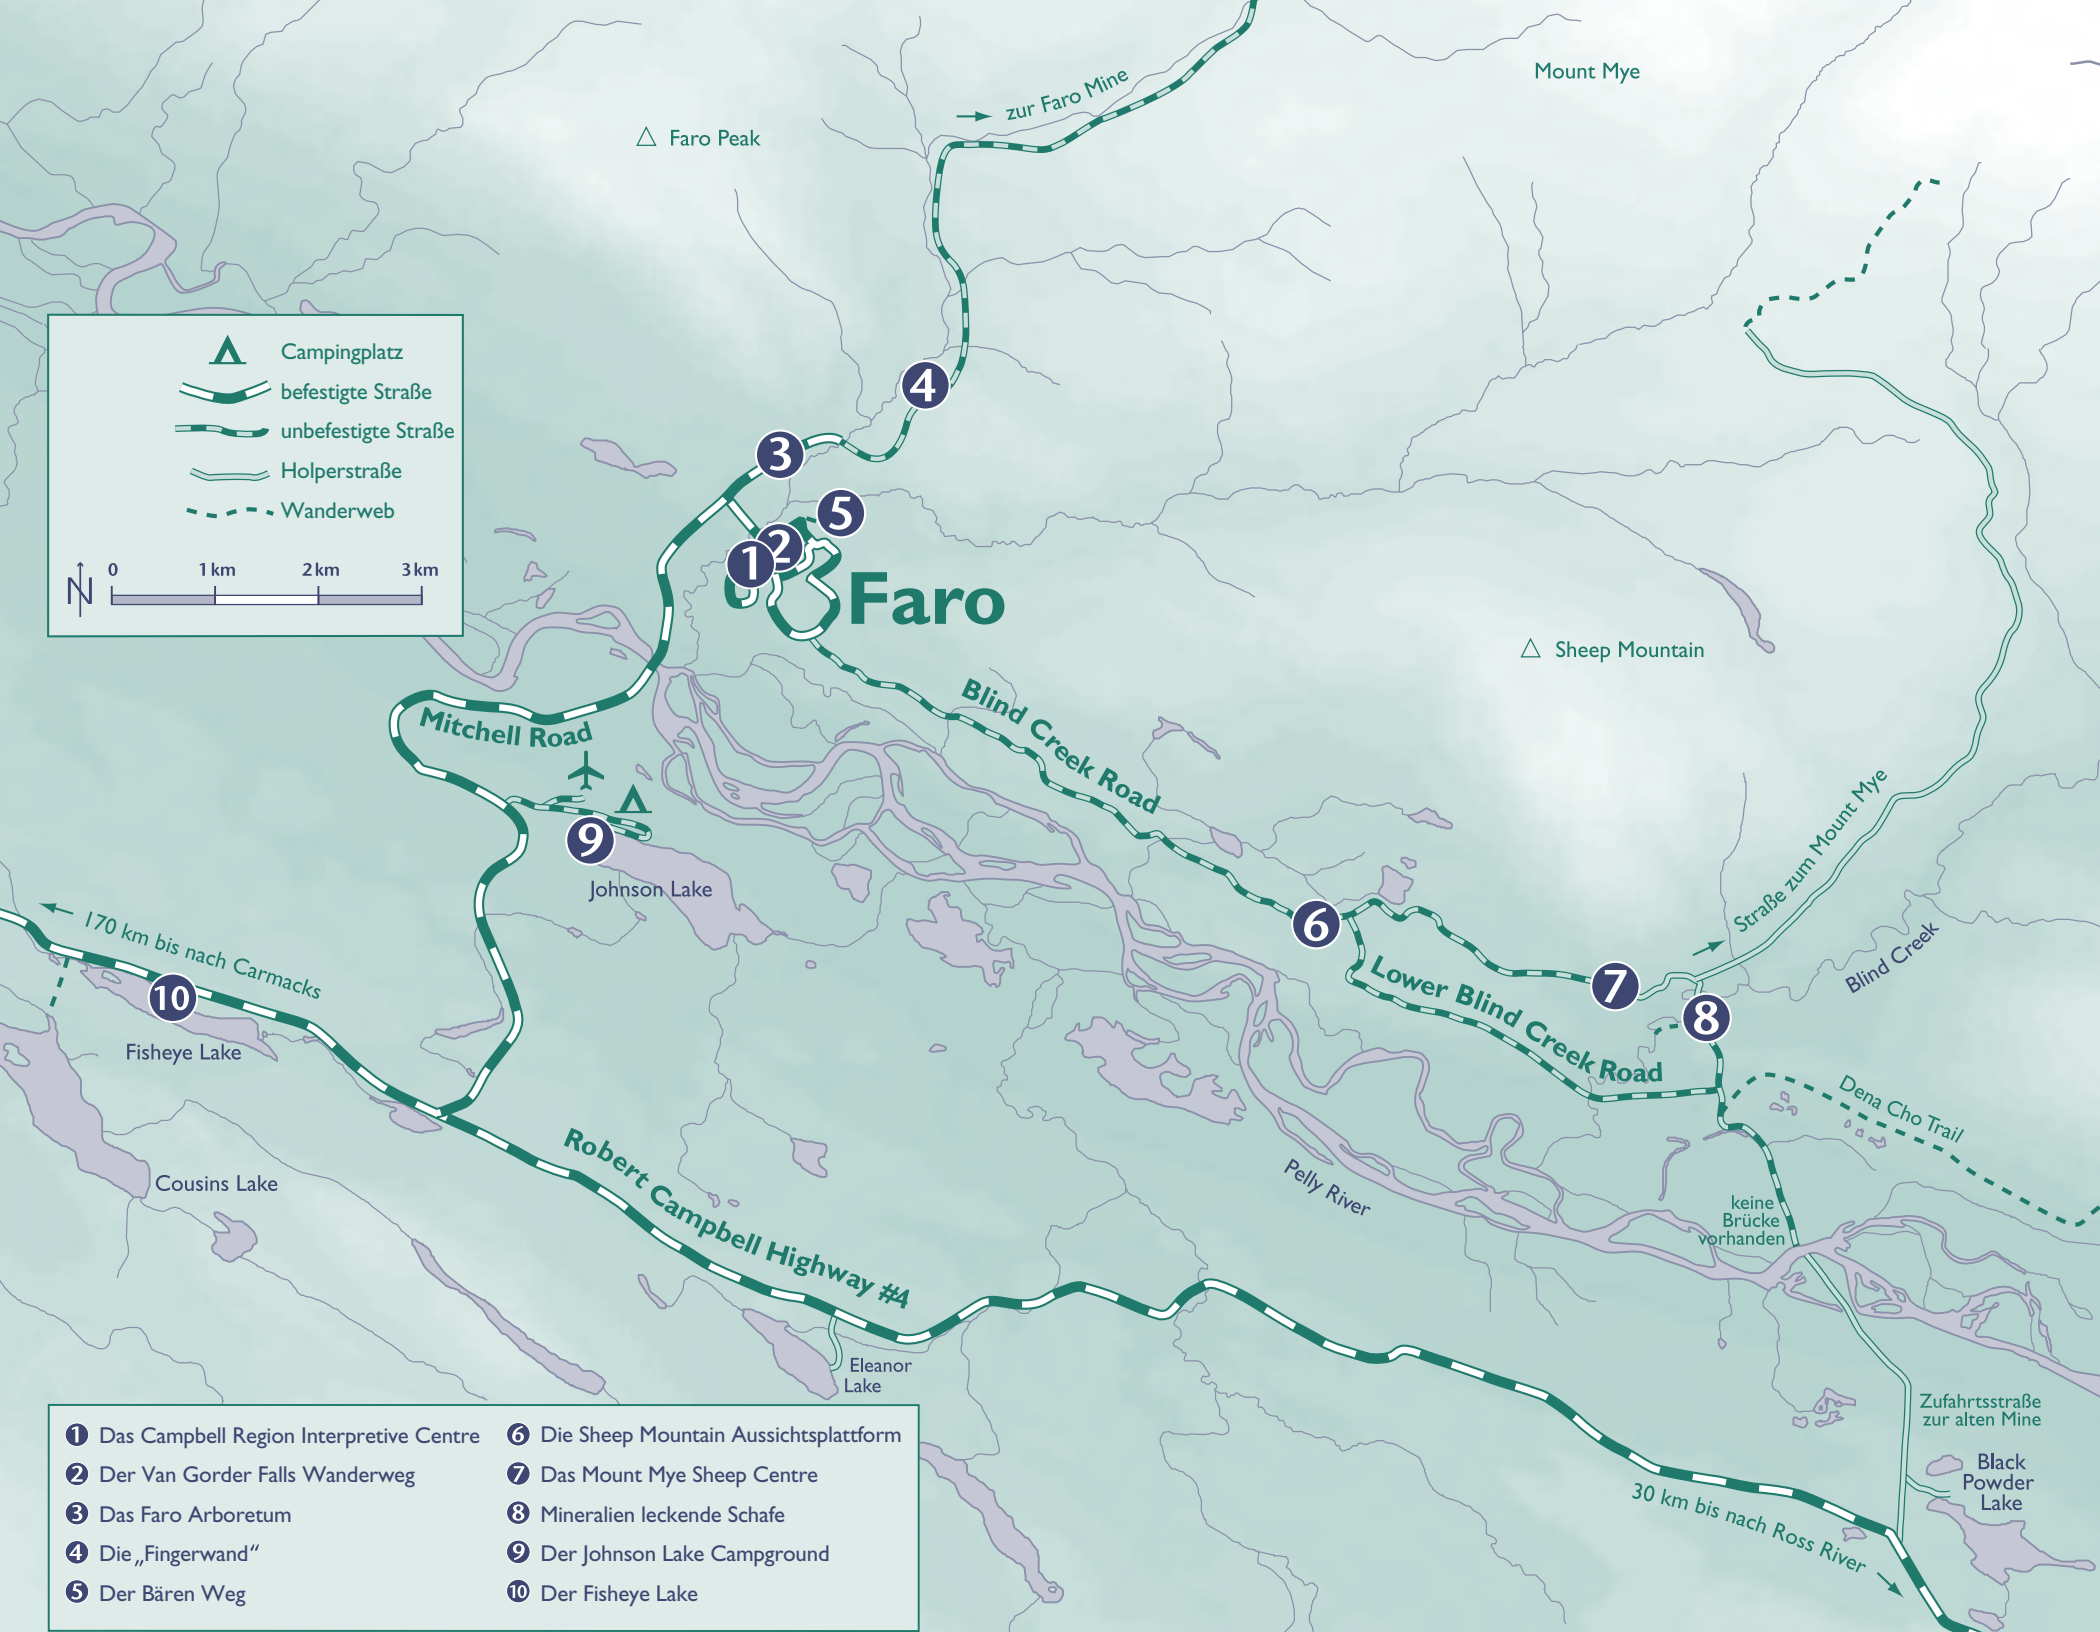 Mount Mye
zur Faro Mine
Faro Peak
Campingplatz
befestigte Straße
unbefestigte Straße
Holperstraße
Wanderweb
N
0 1 km 2 km 3 km
3
4
5
2
1
Faro
Sheep Mountain
Mitchell Road
Blind Creek Road
9
Johnson Lake
Straße zum Mount Mye
Blind Creek
6
7
8
Lower Blind Creek Road
170 km bis nach Carmacks
10
Fisheye Lake
Dena Cho Trail
Cousins Lake
Robert Campbell Highway #4
Pelly River
keine
Brücke
vorhanden
Eleanor
Lake
Zufahrtsstraße
zur alten Mine
Black
Powder
Lake
30 km bis nach Ross River
1 Das Campbell Region Interpretive Centre
2 Der Van Gorder Falls Wanderweg
3 Das Faro Arboretum
4 Die „Fingerwand“
5 Der Bären Weg
6 Die Sheep Mountain Aussichtsplattform
7 Das Mount Mye Sheep Centre
8 Mineralien leckende Schafe
9 Der Johnson Lake Campground
10 Der Fisheye Lake